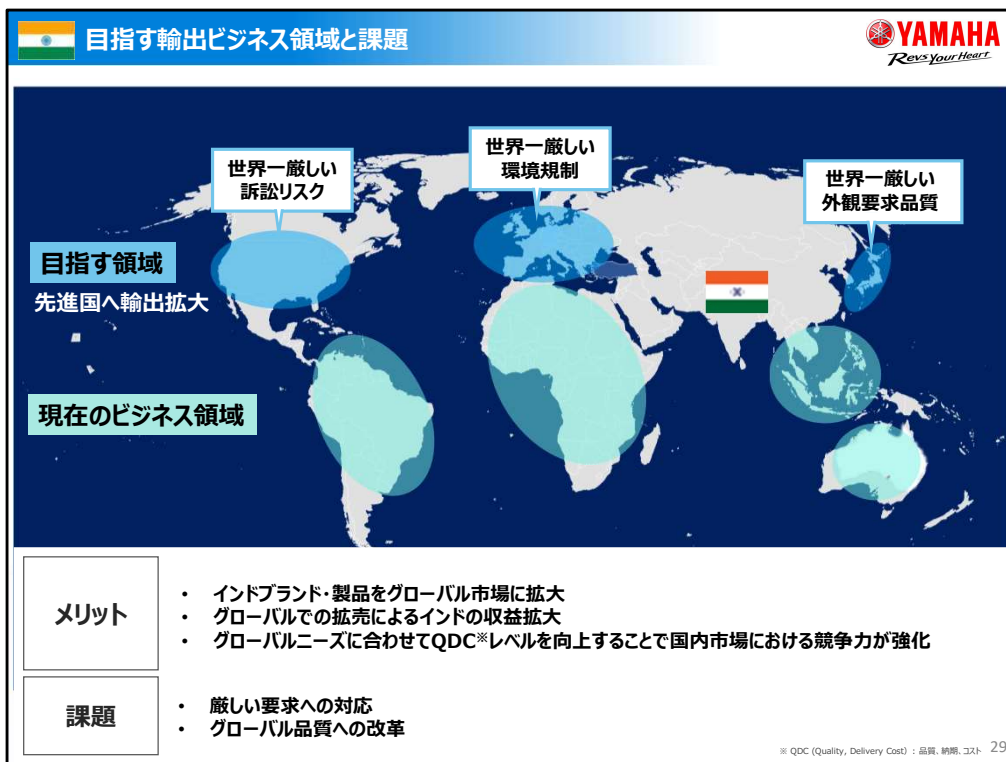 目指す輸出ビジネス領域と課題
YAMAHA
Revs Your Heart
世界一厳しい
訴訟リスク
世界一厳しい
環境規制
世界一厳しい
外観要求品質
目指す領域
先進国へ輸出拡大
現在のビジネス領域
メリット
• インドブランド・製品をグローバル市場に拡大
• グローバルでの拡売によるインドの収益拡大
• グローバルニーズに合わせてQDC※レベルを向上することで国内市場における競争力が強化
課題
• 厳しい要求への対応
• グローバル品質への改革
※ QDC (Quality, Delivery Cost) : 品質、納期、コスト
29